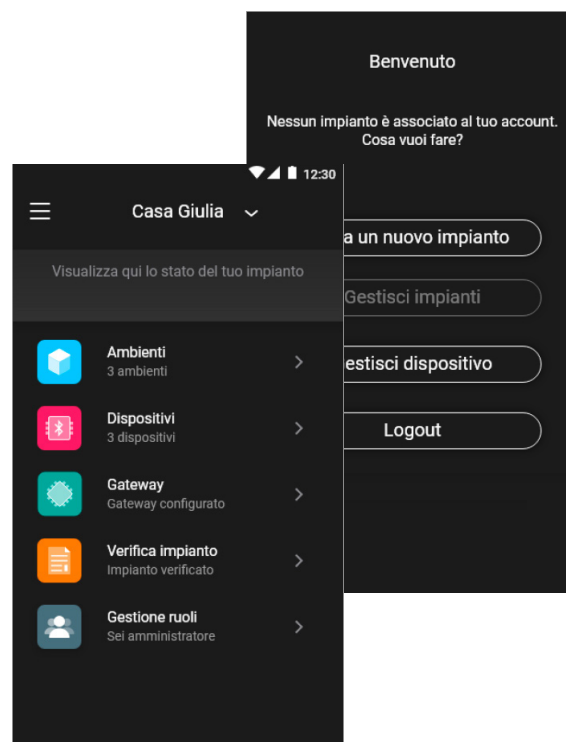 Benvenuto
Nessun impianto è associato al tuo account.
Cosa vuoi fare?
a un nuovo impianto
Gestisci impianti
estisci dispositivo
Logout
12:30
Casa Giulia
Visualizza qui lo stato del tuo impianto
Ambienti
3 ambienti
Dispositivi
3 dispositivi
Gateway
Gateway configurato
Verifica impianto
Impianto verificato
Gestione ruoli
Sei amministratore